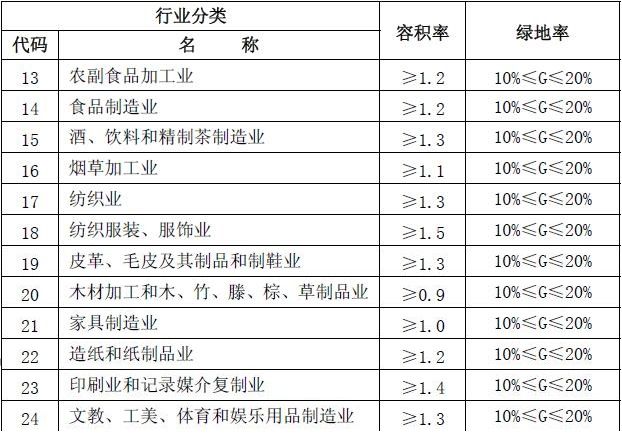 行业分类 容积率 绿地率
代码 名 称
13 农副食品加工业 ≥1.2 10%≤G≤20%
14 食品制造业 ≥1.2 10%≤G≤20%
15 酒、饮料和精制茶制造业 ≥1.3 10%≤G≤20%
16 烟草加工业 ≥1.1 10%≤G≤20%
17 纺织业 ≥1.3 10%≤G≤20%
18 纺织服装、服饰业 ≥1.5 10%≤G≤20%
19 皮革、毛皮及其制品和制鞋业 ≥1.3 10%≤G≤20%
20 木材加工和木、竹、滕、棕、草制品业 ≥0.9 10%≤G≤20%
21 家具制造业 ≥1.0 10%≤G≤20%
22 造纸和纸制品业 ≥1.2 10%≤G≤20%
23 印刷业和记录媒介复制业 ≥1.4 10%≤G≤20%
24 文教、工美、体育和娱乐用品制造业 ≥1.3 10%≤G≤20%